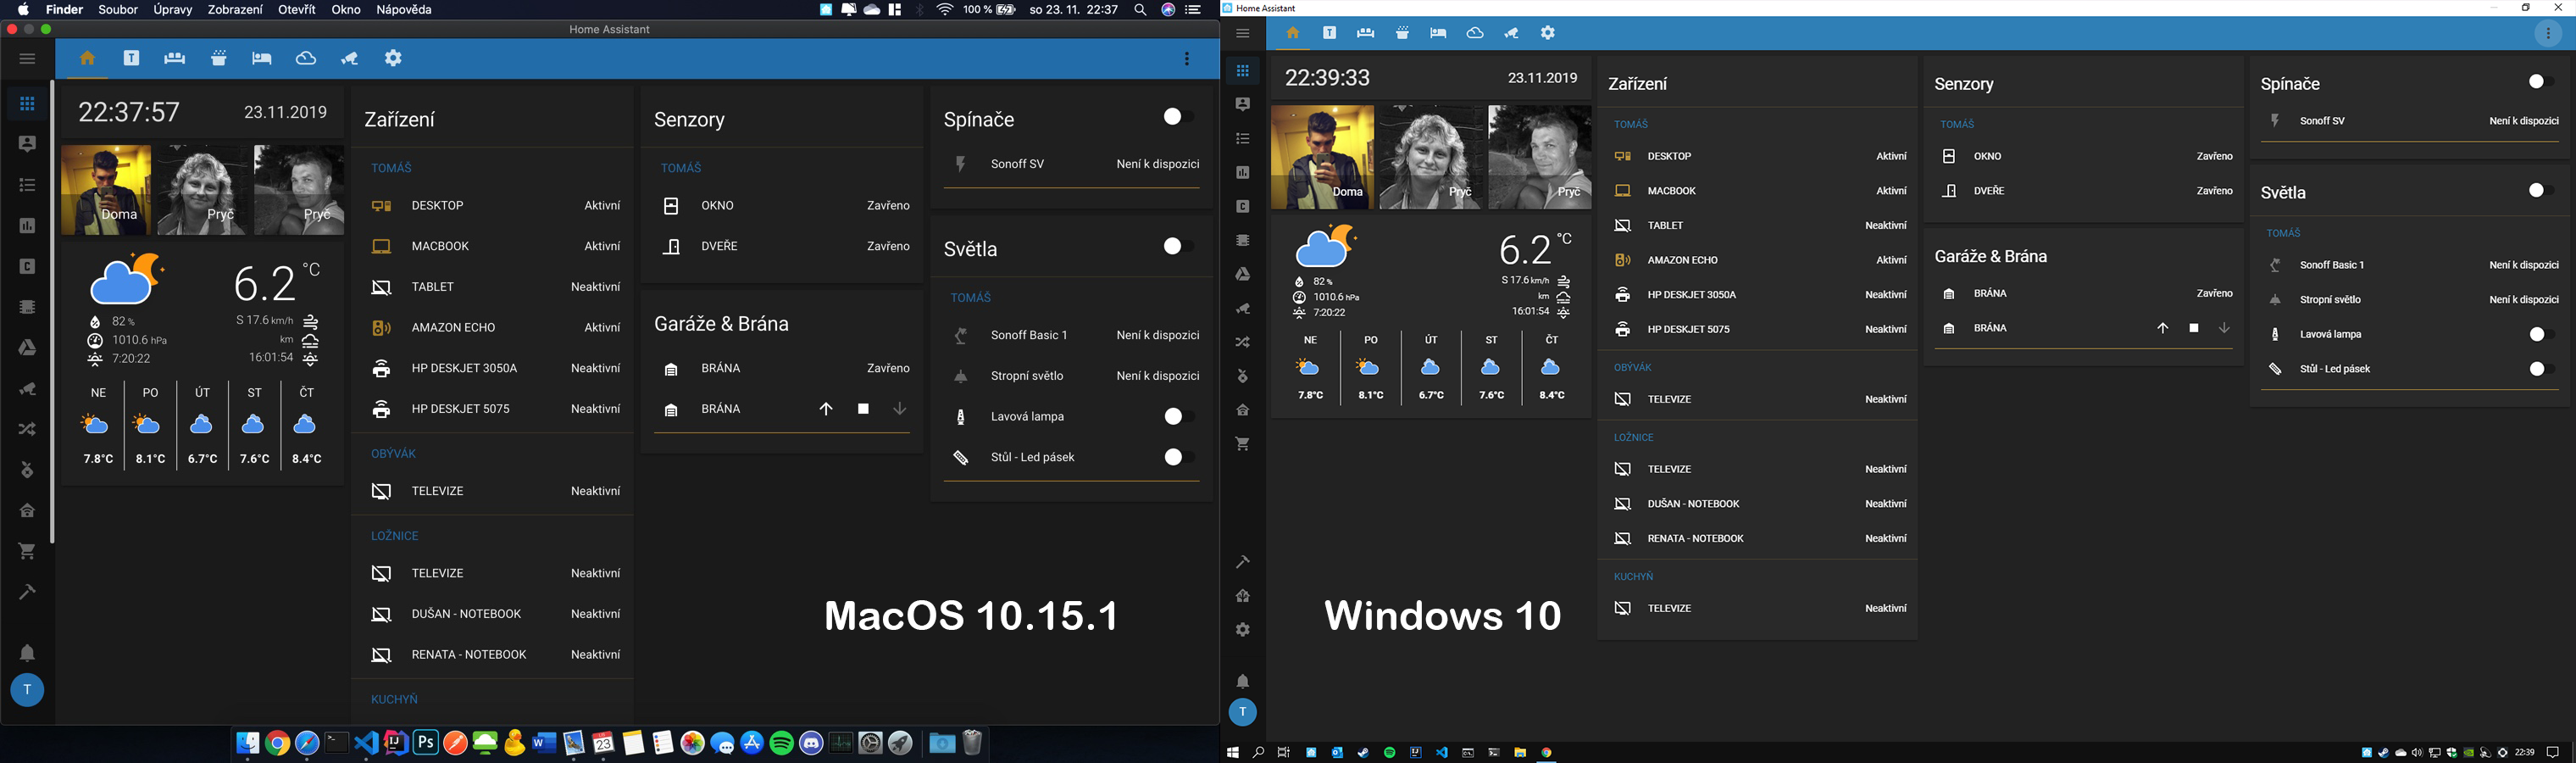 Finder Soubor Úpravy Zobrazení Otevřít Okno Nápověda
100 % so 23. 11. 22:37
Home Assistant
T
22:37:57 23.11.2019
Doma Pryč Pryč
6.2 °C
82 % S 17.6 km/h
1010.6 hPa km
7:20:22 16:01:54
NE PO ÚT ST ČT
7.8°C 8.1°C 6.7°C 7.6°C 8.4°C
Zařízení
TOMÁŠ
DESKTOP Aktivní
MACBOOK Aktivní
TABLET Neaktivní
AMAZON ECHO Aktivní
HP DESKJET 3050A Neaktivní
HP DESKJET 5075 Neaktivní
OBÝVÁK
TELEVIZE Neaktivní
LOŽNICE
TELEVIZE Neaktivní
DUŠAN - NOTEBOOK Neaktivní
RENATA - NOTEBOOK Neaktivní
KUCHYŇ
Senzory
TOMÁŠ
OKNO Zavřeno
DVEŘE Zavřeno
Garáže & Brána
BRÁNA Zavřeno
BRÁNA
Spínače
Sonoff SV Není k dispozici
Světla
TOMÁŠ
Sonoff Basic 1 Není k dispozici
Stropní světlo Není k dispozici
Lavová lampa
Stůl - Led pásek
C
T
MacOS 10.15.1
IJ Ps W 23
Home Assistant
T
22:39:33 23.11.2019
Doma Pryč Pryč
6.2 °C
82 % S 17.6 km/h
1010.6 hPa km
7:20:22 16:01:54
NE PO ÚT ST ČT
7.8°C 8.1°C 6.7°C 7.6°C 8.4°C
Zařízení
TOMÁŠ
DESKTOP Aktivní
MACBOOK Aktivní
TABLET Neaktivní
AMAZON ECHO Aktivní
HP DESKJET 3050A Neaktivní
HP DESKJET 5075 Neaktivní
OBÝVÁK
TELEVIZE Neaktivní
LOŽNICE
TELEVIZE Neaktivní
DUŠAN - NOTEBOOK Neaktivní
RENATA - NOTEBOOK Neaktivní
KUCHYŇ
TELEVIZE Neaktivní
Senzory
TOMÁŠ
OKNO Zavřeno
DVEŘE Zavřeno
Garáže & Brána
BRÁNA Zavřeno
BRÁNA
Spínače
Sonoff SV Není k dispozici
Světla
TOMÁŠ
Sonoff Basic 1 Není k dispozici
Stropní světlo Není k dispozici
Lavová lampa
Stůl - Led pásek
C
T
Windows 10
22:39